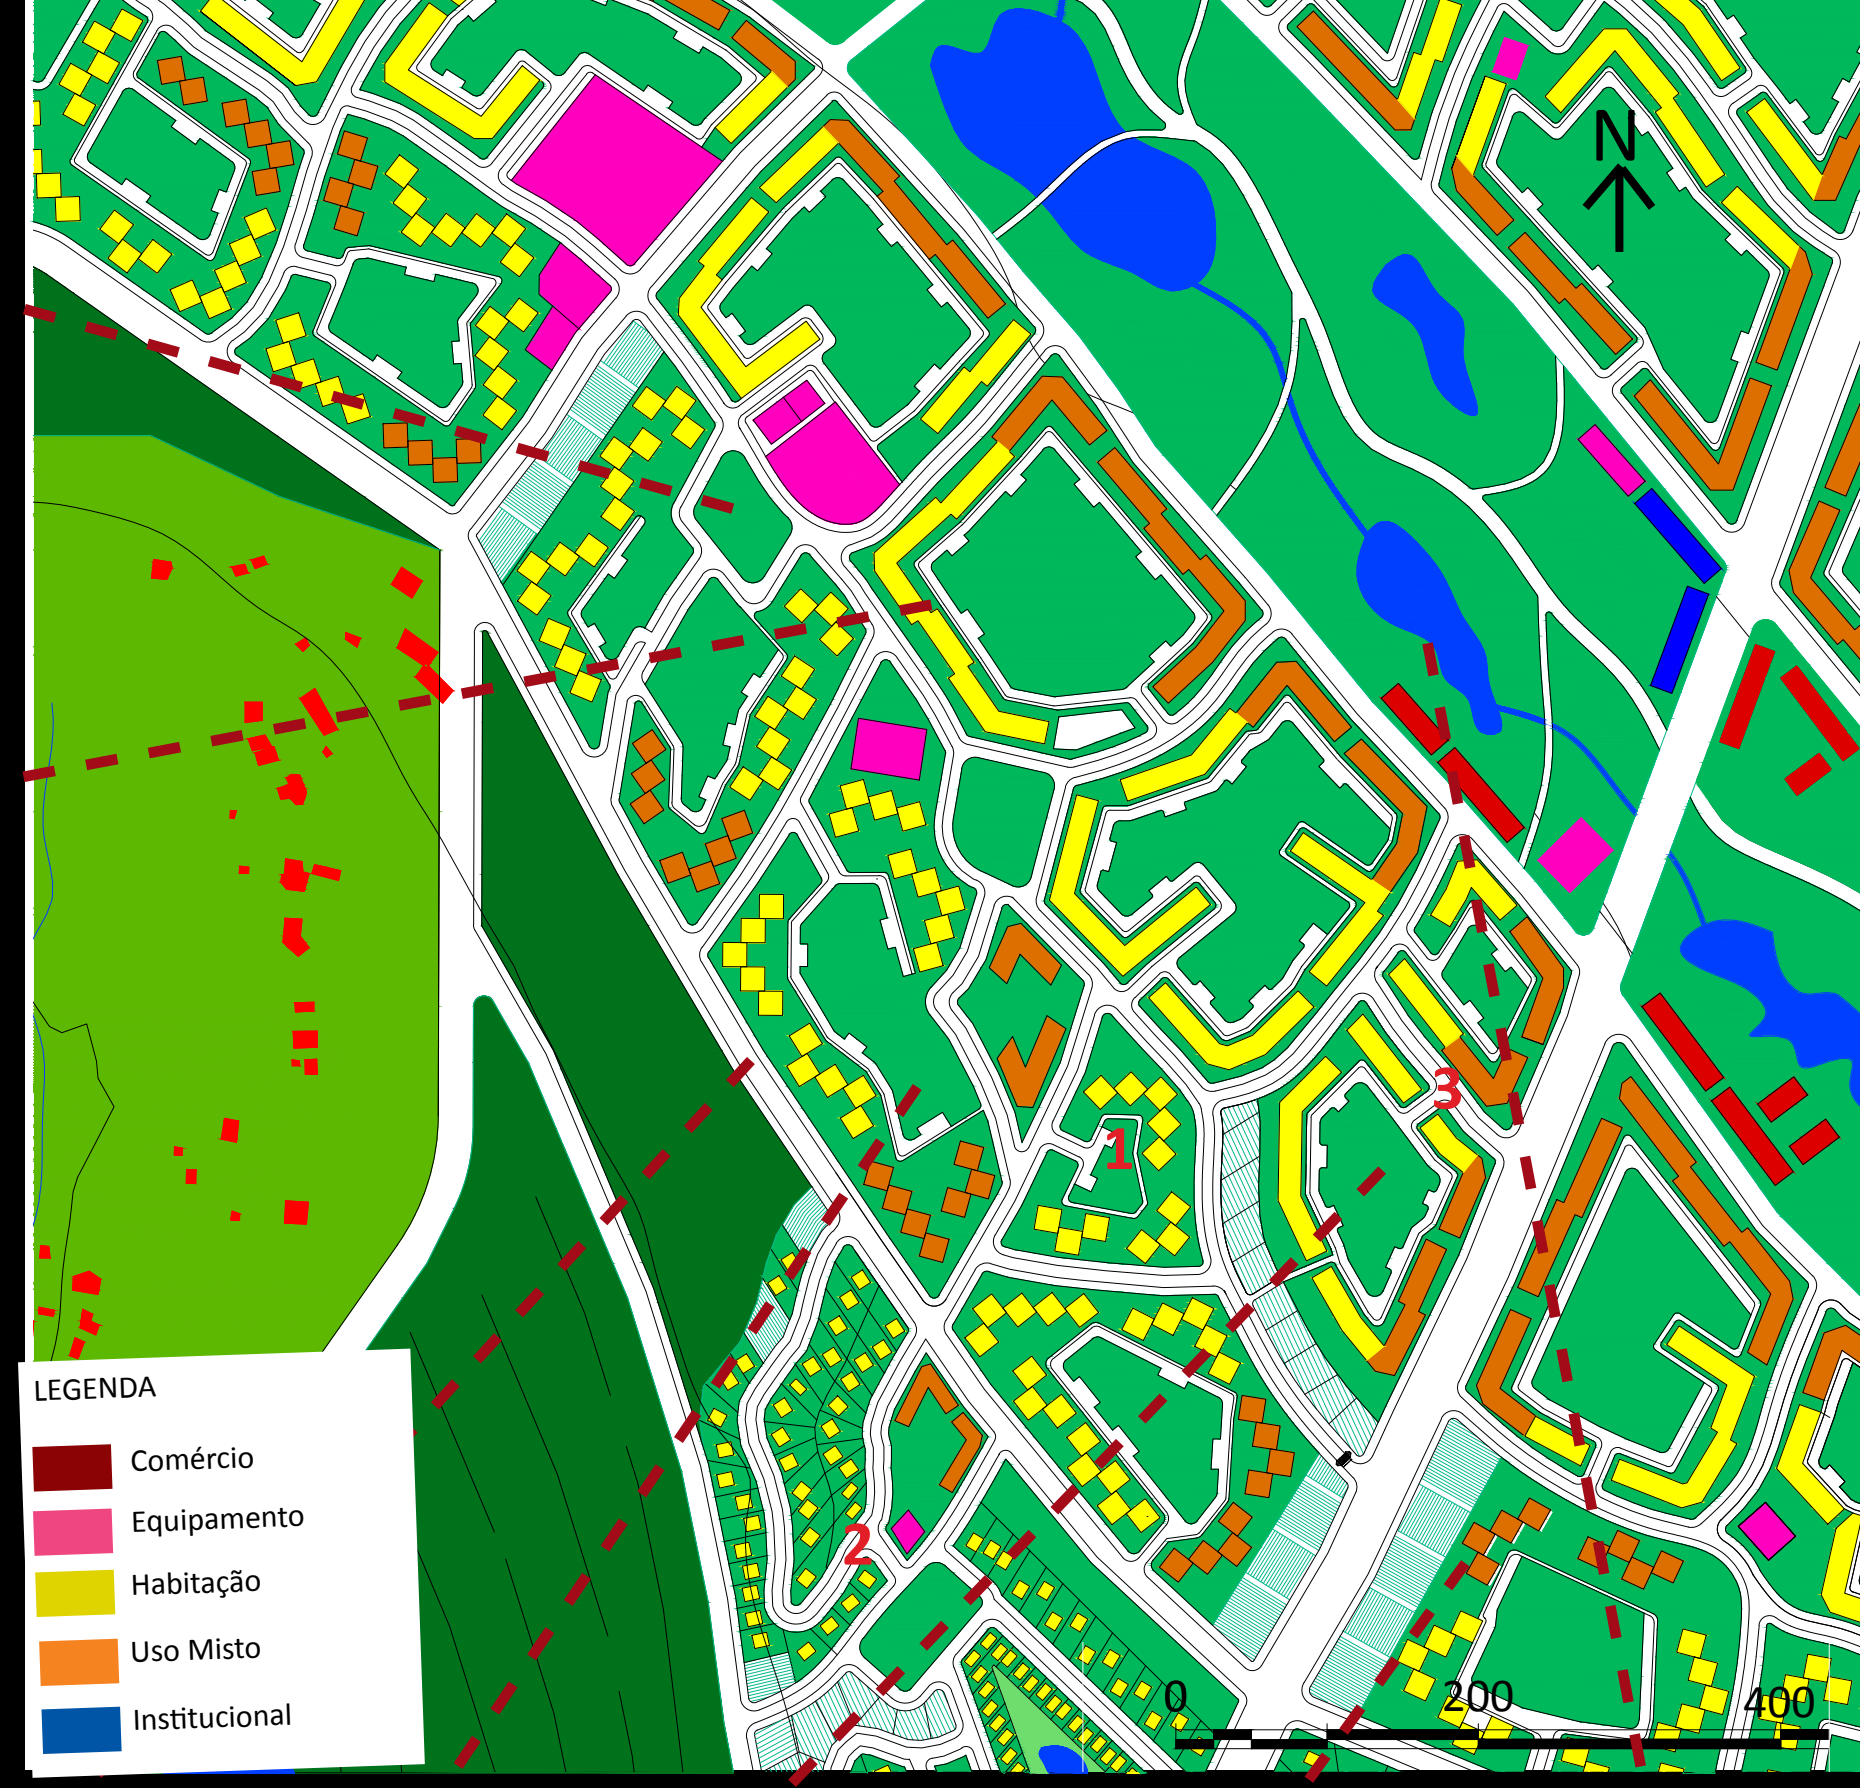 N
3
1
2
0 200 400
LEGENDA
Comércio
Equipamento
Habitação
Uso Misto
Institucional